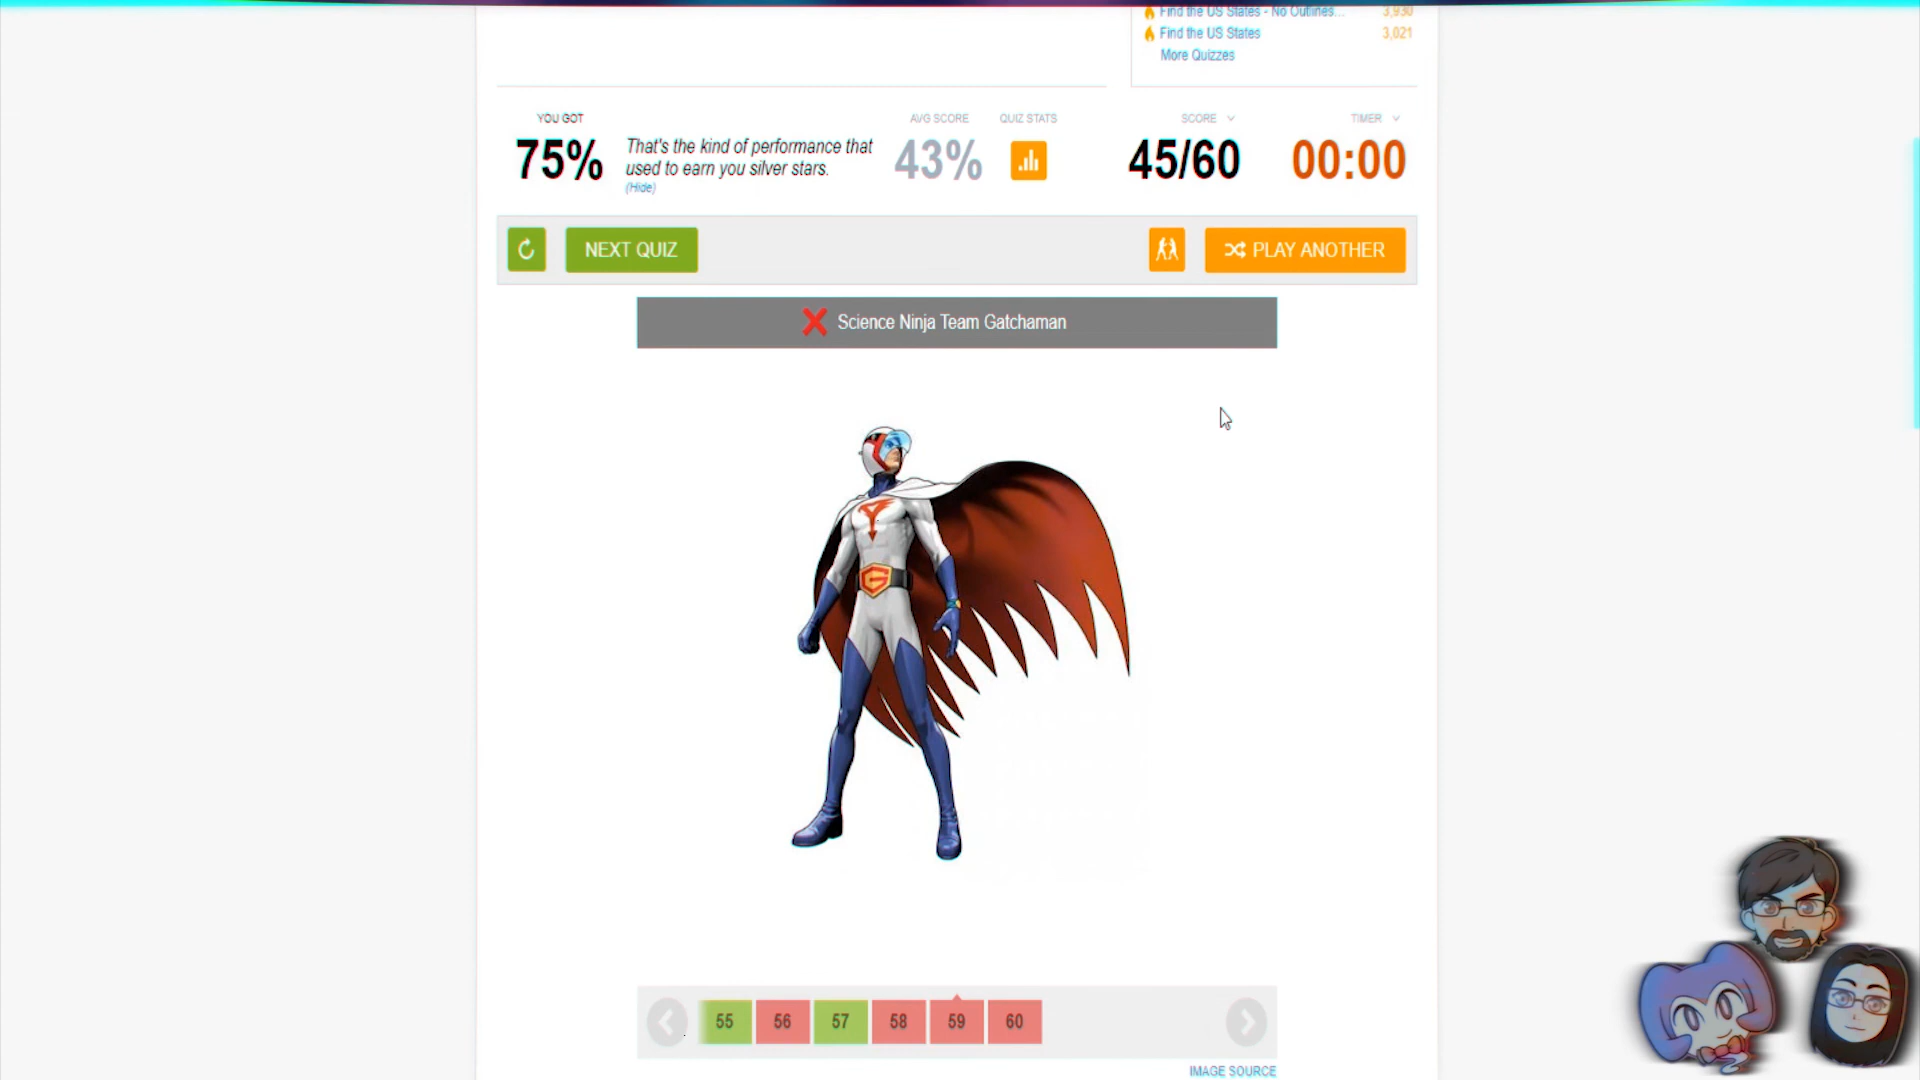 Find the US States - No Outlines... 3,930
Find the US States 3,021
More Quizzes
YOU GOT
75%
That's the kind of performance that
used to earn you silver stars.
(Hide)
AVG SCORE
43%
QUIZ STATS
SCORE
45/60
TIMER
00:00
NEXT QUIZ
PLAY ANOTHER
Science Ninja Team Gatchaman
G
55 56 57 58 59 60
IMAGE SOURCE